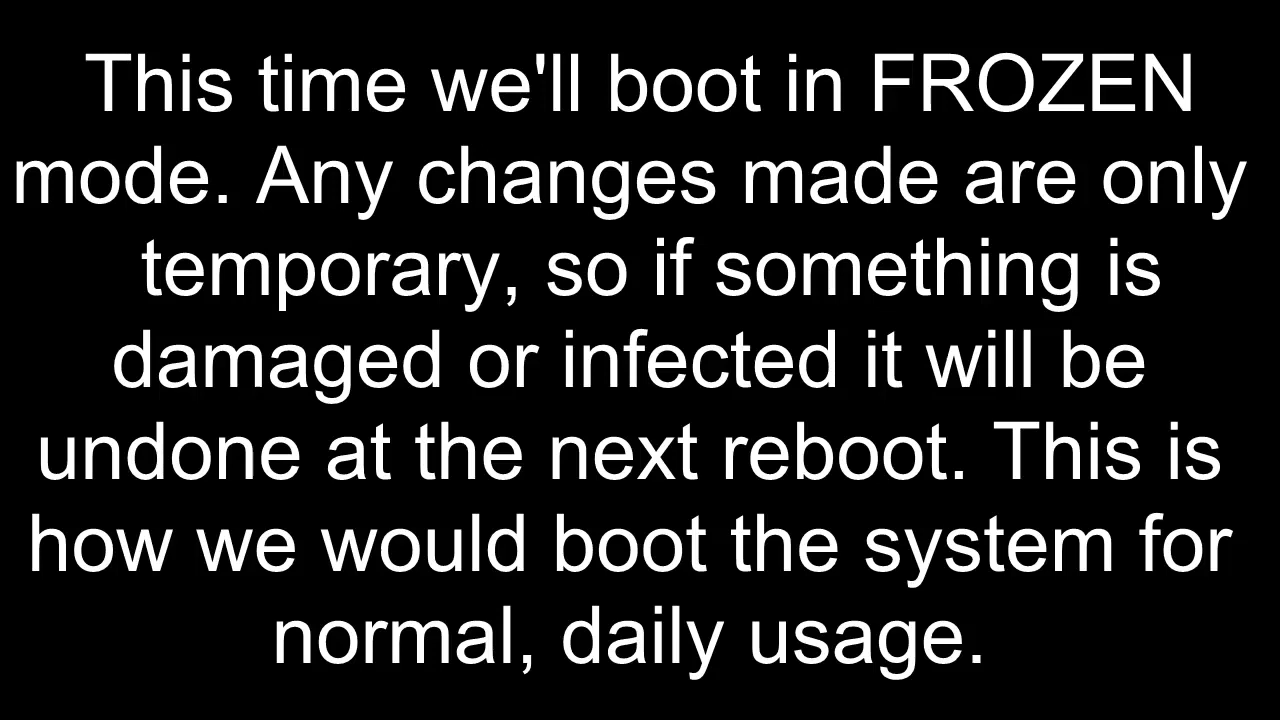 This time we'll boot in FROZEN
mode. Any changes made are only
temporary, so if something is
damaged or infected it will be
undone at the next reboot. This is
how we would boot the system for
normal, daily usage.